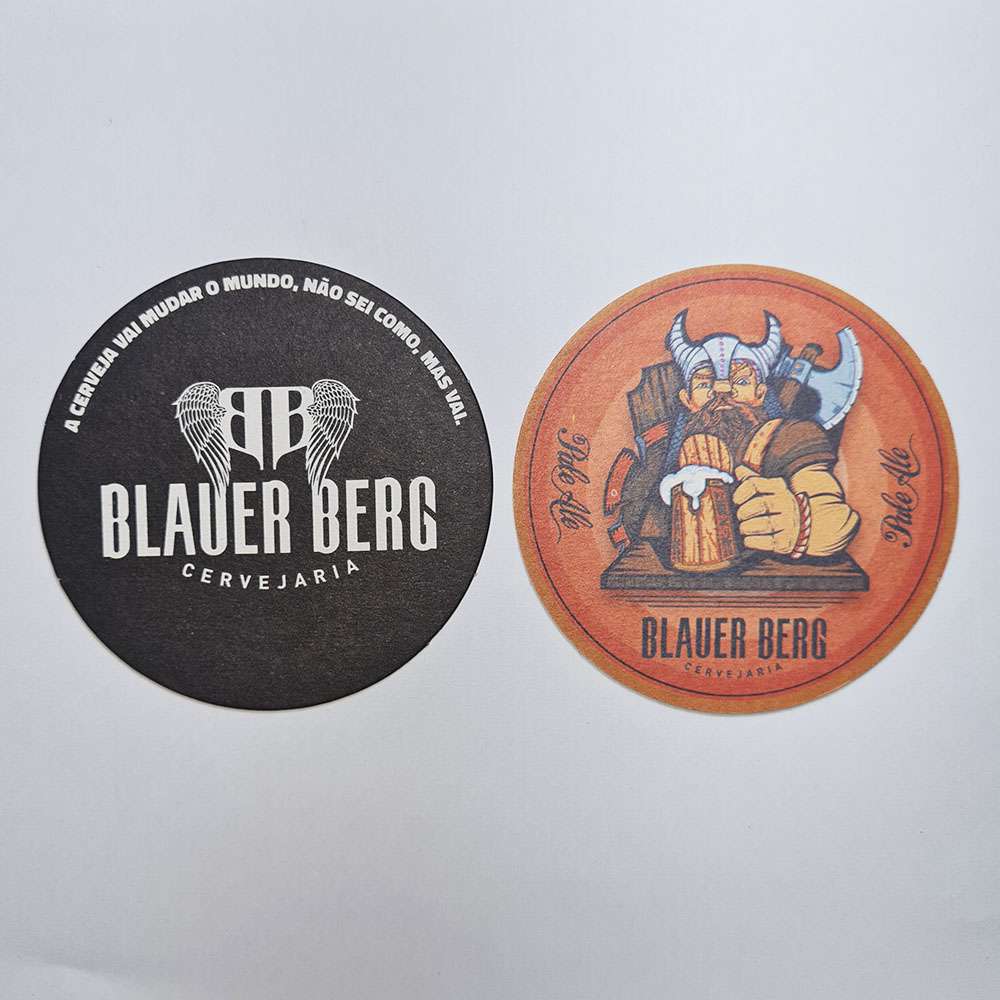 A CERVEJA VAI MUDAR O MUNDO, NÃO SEI COMO, MAS VAI.
BB
BLAUER BERG
CERVEJARIA
Pale Ale
Pale Ale
BLAUER BERG
CERVEJARIA